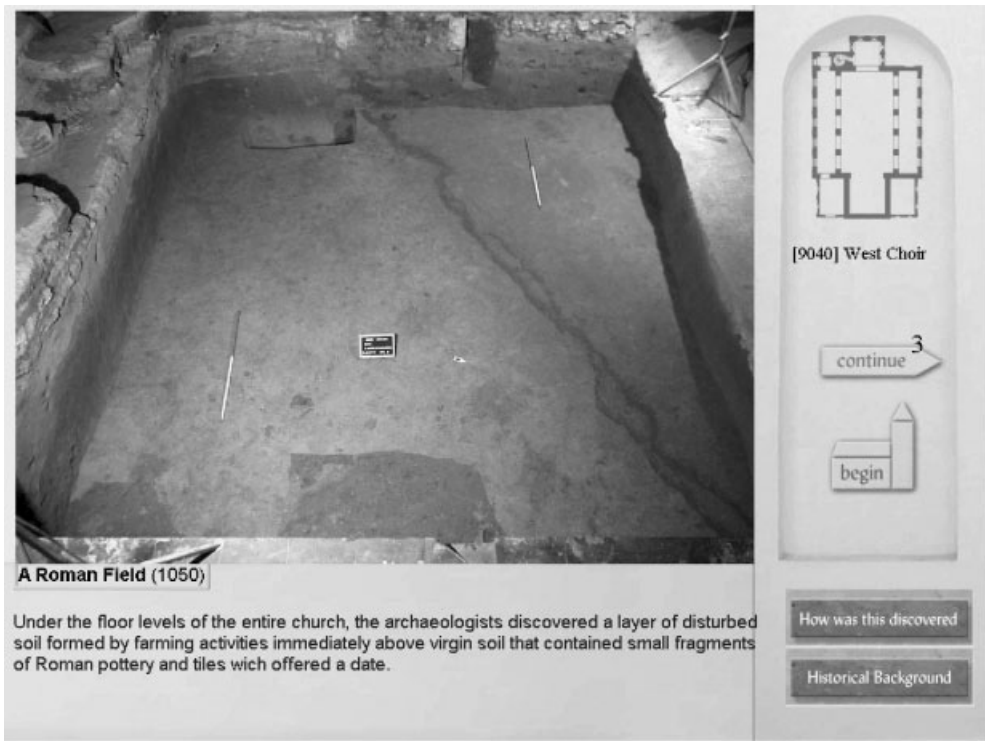 [9040] West Choir
3
continue
begin
A Roman Field (1050)
Under the floor levels of the entire church, the archaeologists discovered a layer of disturbed
soil formed by farming activities immediately above virgin soil that contained small fragments
of Roman pottery and tiles wich offered a date.
How was this discovered
Historical Background